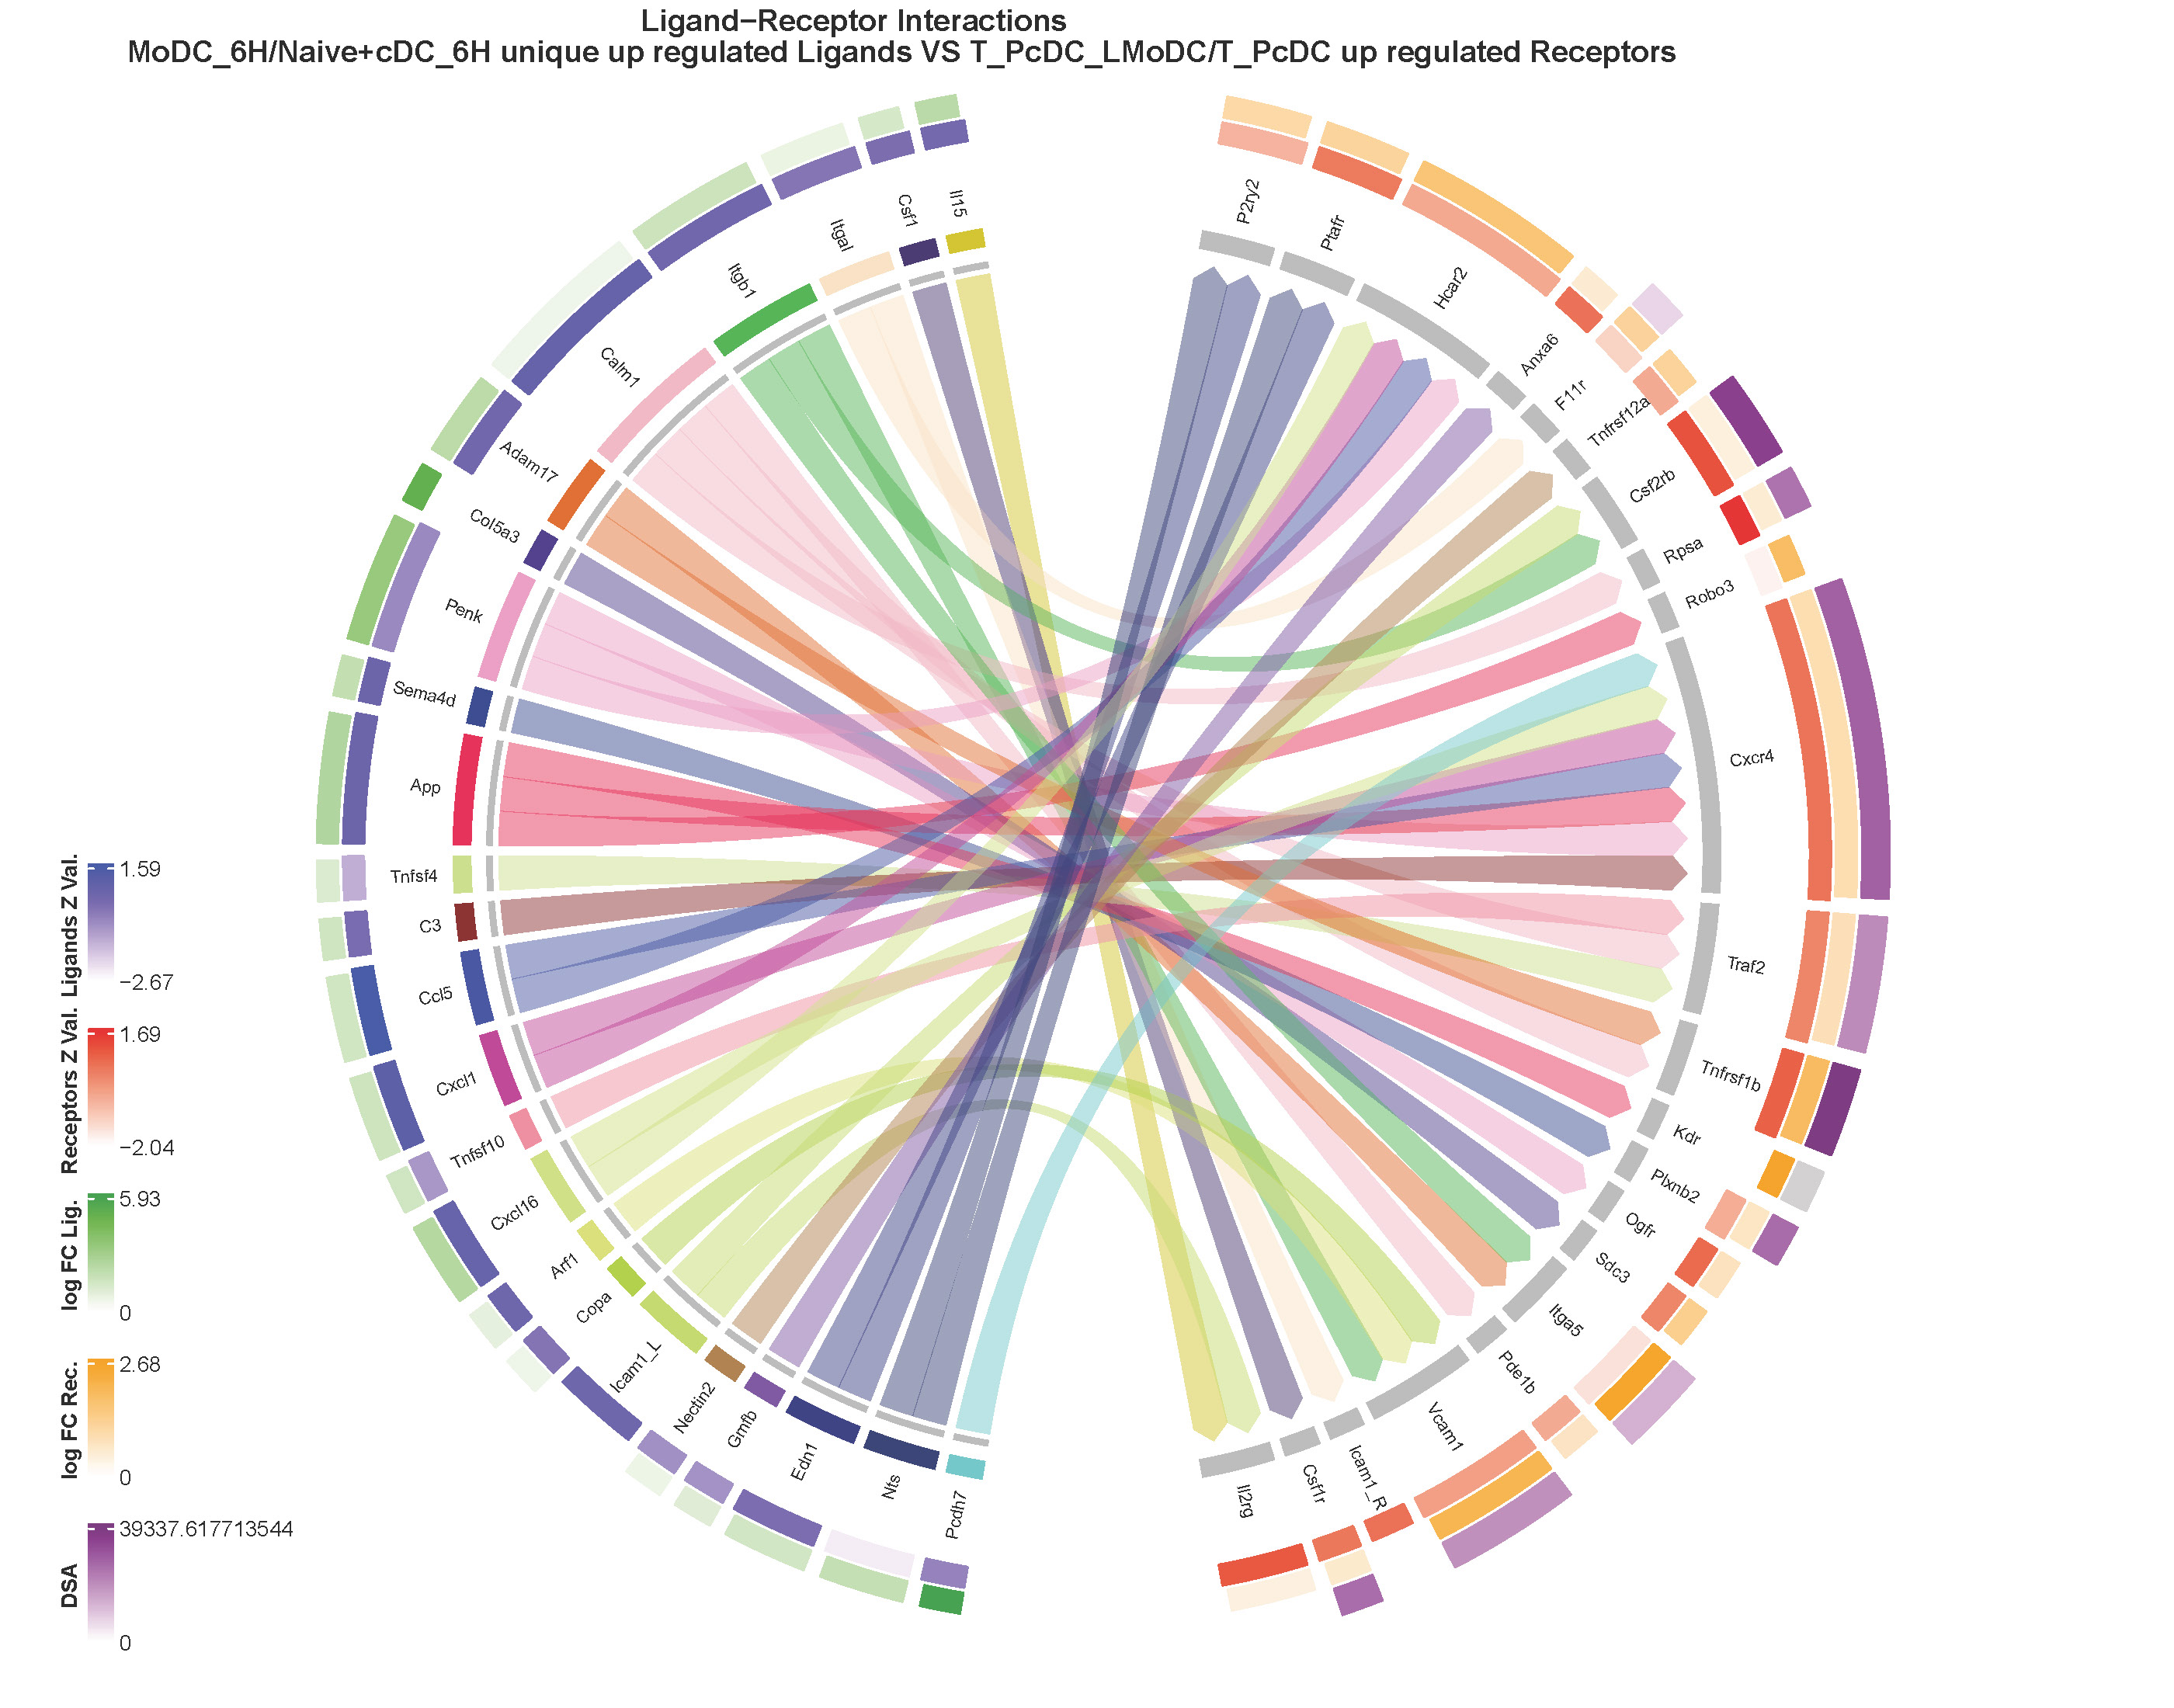 Ligand−Receptor Interactions
MoDC_6H/Naive+cDC_6H unique up regulated Ligands VS T_PcDC_LMoDC/T_PcDC up regulated Receptors
Il15
Csf1
Itgal
Itgb1
Calm1
Adam17
Col5a3
Penk
Sema4d
App
Tnfsf4
C3
Ccl5
Cxcl1
Tnfsf10
Cxcl16
Arf1
Copa
Icam1_L
Nectin2
Gmfb
Edn1
Nts
Pcdh7
P2ry2
Ptafr
Hcar2
Anxa6
F11r
Tnfrsf12a
Csf2rb
Rpsa
Robo3
Cxcr4
Traf2
Tnfrsf1b
Kdr
Plxnb2
Ogfr
Sdc3
Itga5
Pde1b
Vcam1
Icam1_R
Csf1r
Il2rg
Ligands Z Val.
1.59
−2.67
Receptors Z Val.
1.69
−2.04
log FC Lig.
5.93
0
log FC Rec.
2.68
0
DSA
39337.617713544
0